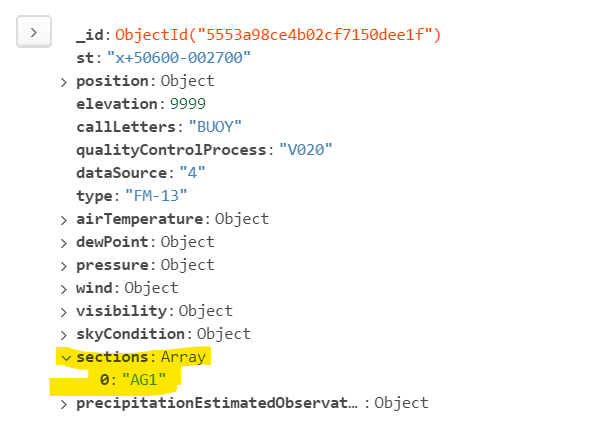 _id: ObjectId("5553a98ce4b02cf7150dee1f")
st: "x+50600-002700"
position: Object
elevation: 9999
callLetters: "BUOY"
qualityControlProcess: "V020"
dataSource: "4"
type: "FM-13"
airTemperature: Object
dewPoint: Object
pressure: Object
wind: Object
visibility: Object
skyCondition: Object
sections: Array
0: "AG1"
precipitationEstimatedObservat… : Object